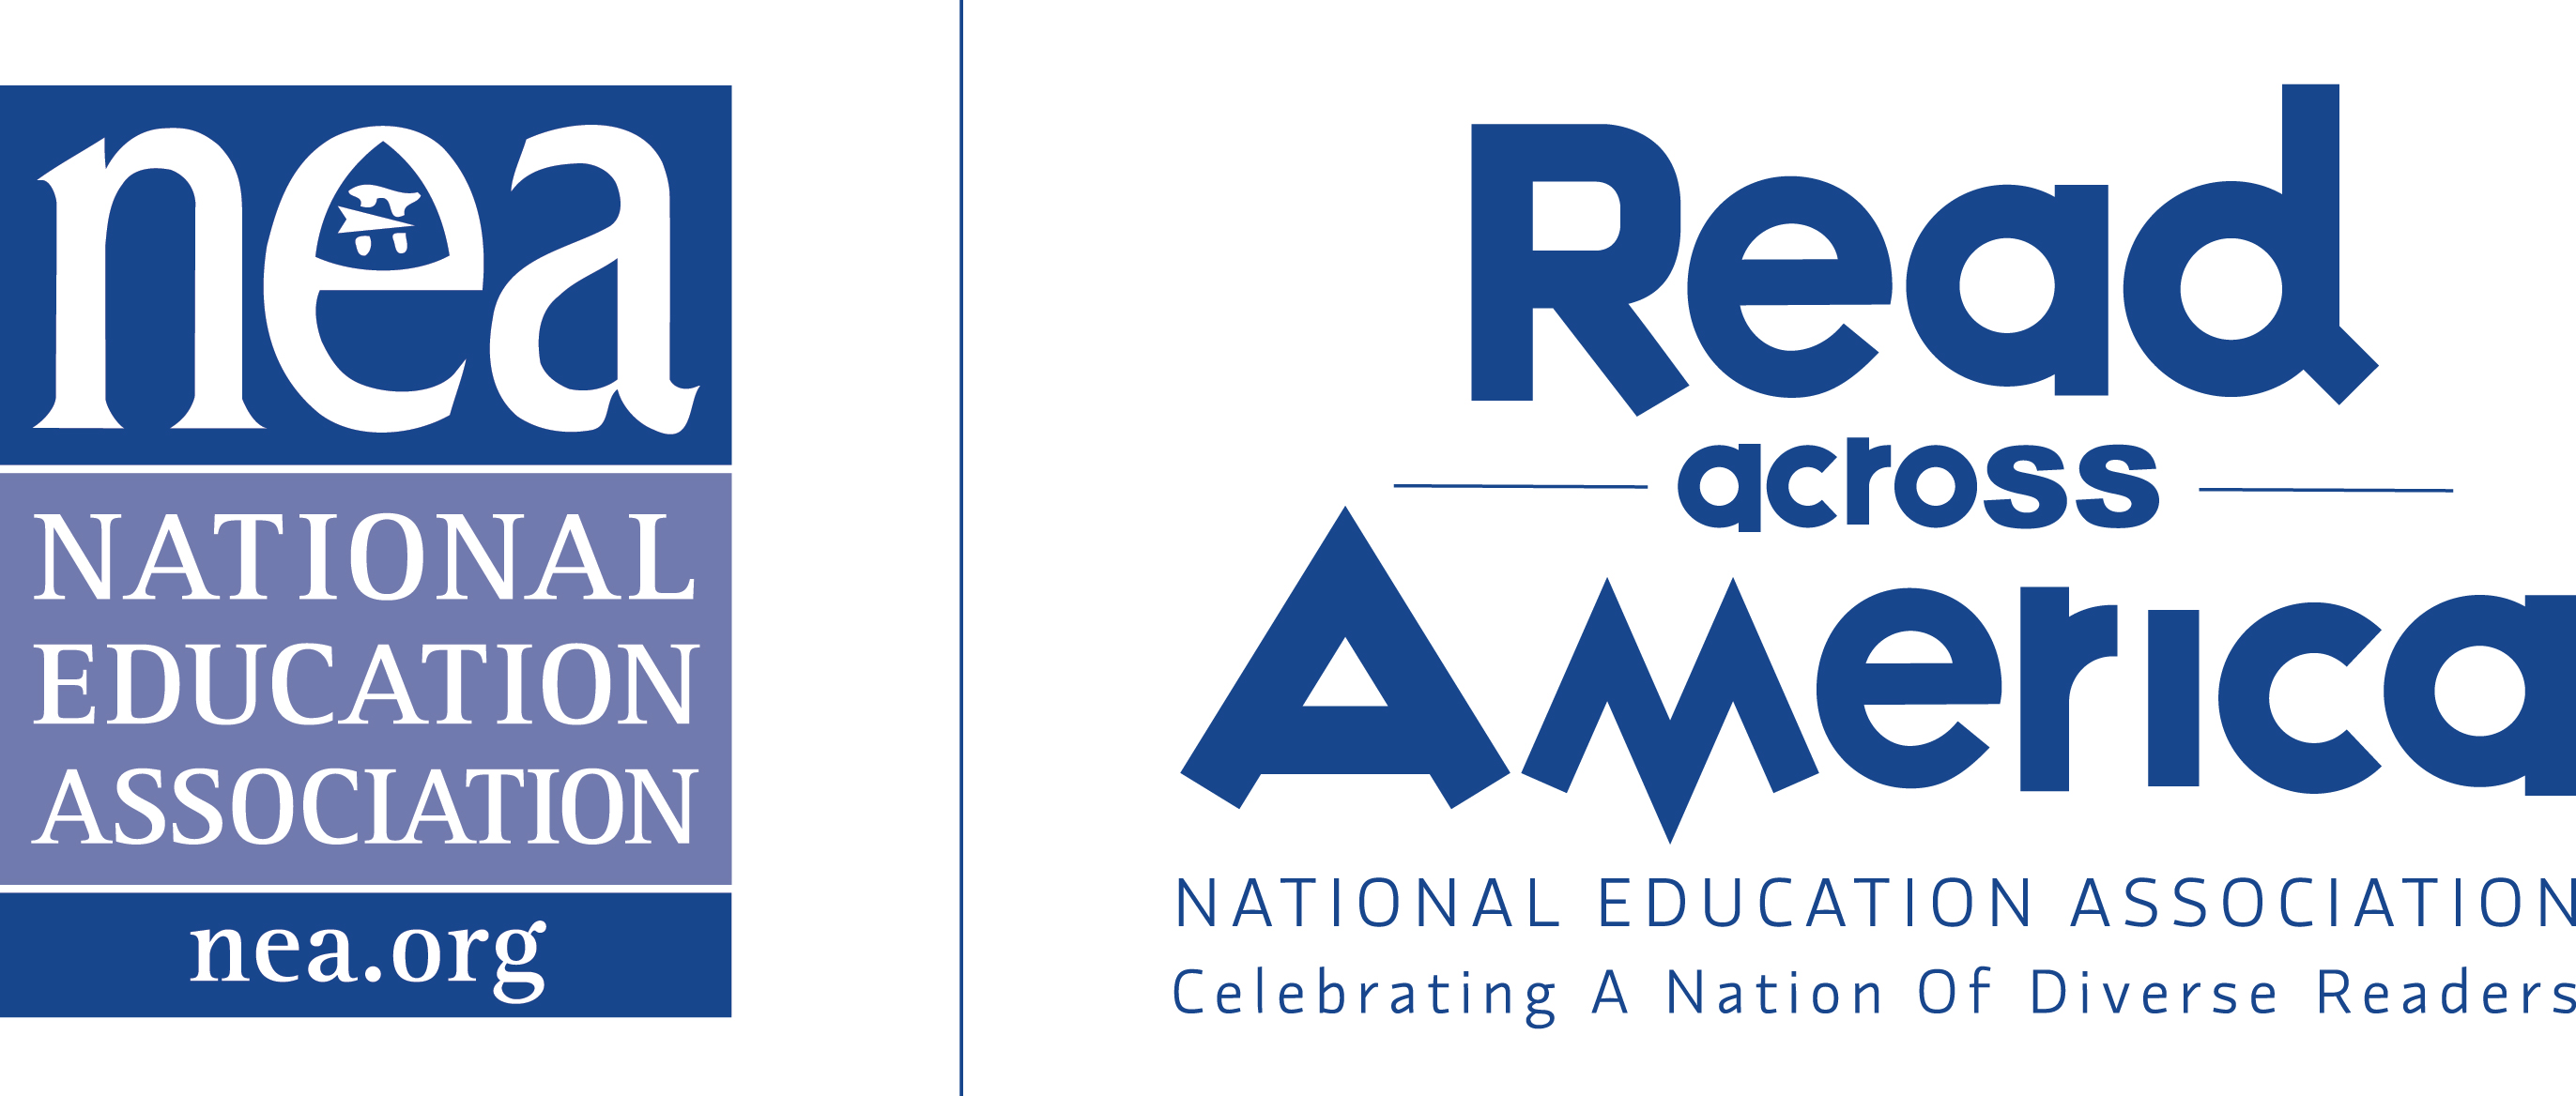 nea
NATIONAL
EDUCATION
ASSOCIATION
nea.org
Read
across
America
NATIONAL EDUCATION ASSOCIATION
Celebrating A Nation Of Diverse Readers